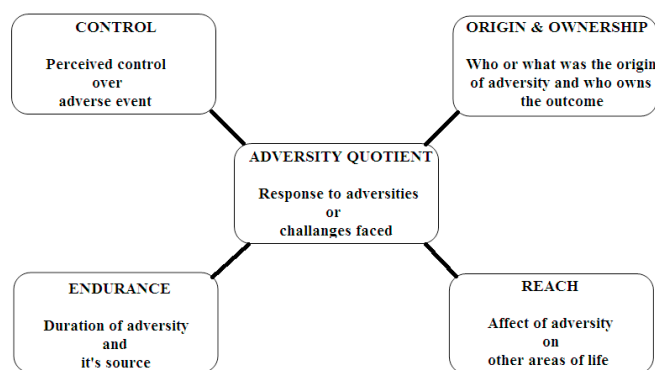 CONTROL
Perceived control
over
adverse event
ORIGIN & OWNERSHIP
Who or what was the origin
of adversity and who owns
the outcome
ADVERSITY QUOTIENT
Response to adversities
or
challanges faced
ENDURANCE
Duration of adversity
and
it's source
REACH
Affect of adversity
on
other areas of life